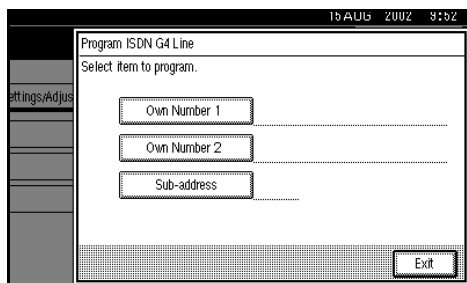 15 AUG 2002 9:52
Program ISDN G4 Line
Select item to program.
ettings/Adjus
Own Number 1
Own Number 2
Sub-address
Exit